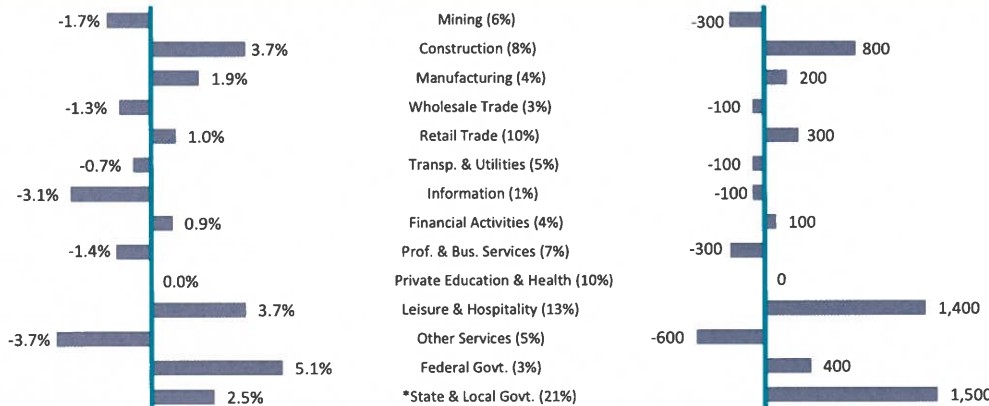 -1.7% Mining (6%) -300
3.7% Construction (8%) 800
1.9% Manufacturing (4%) 200
-1.3% Wholesale Trade (3%) -100
1.0% Retail Trade (10%) 300
-0.7% Transp. & Utilities (5%) -100
-3.1% Information (1%) -100
0.9% Financial Activities (4%) 100
-1.4% Prof. & Bus. Services (7%) -300
0.0% Private Education & Health (10%) 0
3.7% Leisure & Hospitality (13%) 1,400
-3.7% Other Services (5%) -600
5.1% Federal Govt. (3%) 400
2.5% *State & Local Govt. (21%) 1,500